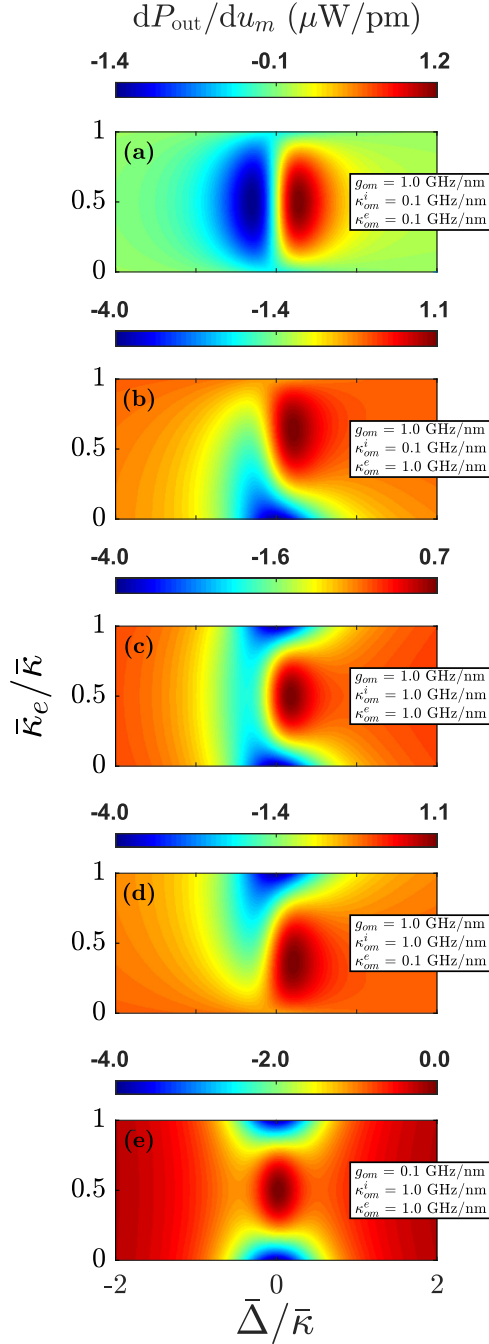 dP_out/du_m (μW/pm)
-1.4 -0.1 1.2
1
(a)
g_om = 1.0 GHz/nm
0.5
κ^i_om = 0.1 GHz/nm
κ^e_om = 0.1 GHz/nm
0
-4.0 -1.4 1.1
1
(b)
g_om = 1.0 GHz/nm
0.5
κ^i_om = 0.1 GHz/nm
κ^e_om = 1.0 GHz/nm
0
-4.0 -1.6 0.7
1
(c)
g_om = 1.0 GHz/nm
0.5
κ^i_om = 1.0 GHz/nm
κ^e_om = 1.0 GHz/nm
0
κ̄_e/κ̄
-4.0 -1.4 1.1
1
(d)
g_om = 1.0 GHz/nm
0.5
κ^i_om = 1.0 GHz/nm
κ^e_om = 0.1 GHz/nm
0
-4.0 -2.0 0.0
1
(e)
g_om = 0.1 GHz/nm
0.5
κ^i_om = 1.0 GHz/nm
κ^e_om = 1.0 GHz/nm
0
-2 0 2
Δ̄/κ̄